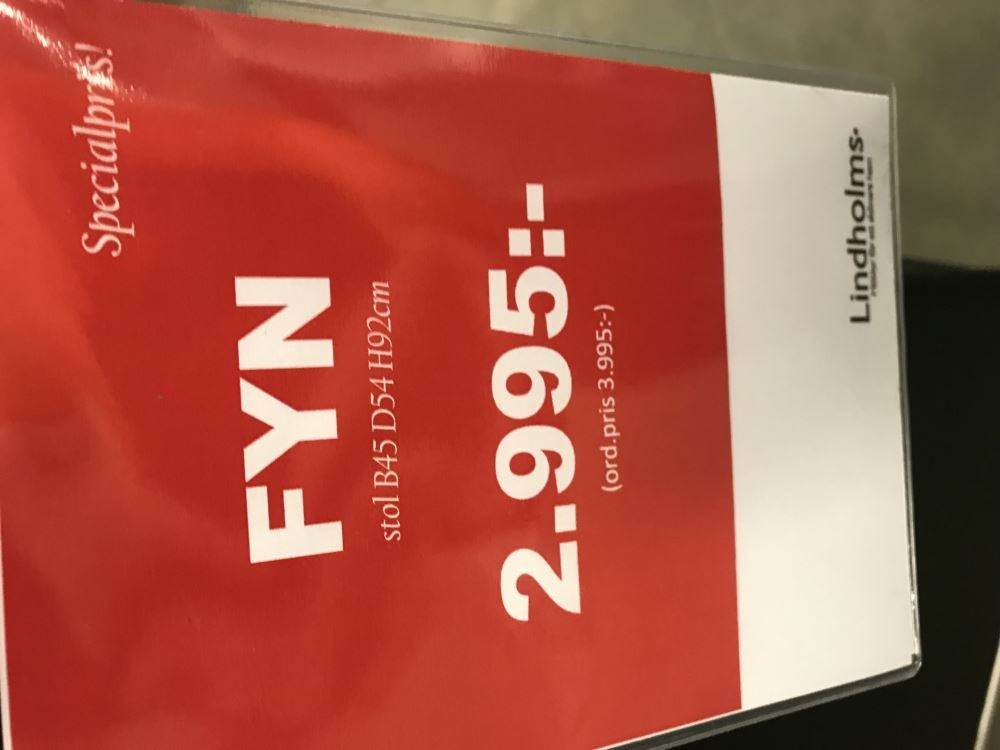 Specialpris!
FYN
stol B45 D54 H92cm
2.995:-
(ord.pris 3.995:-)
Lindholms